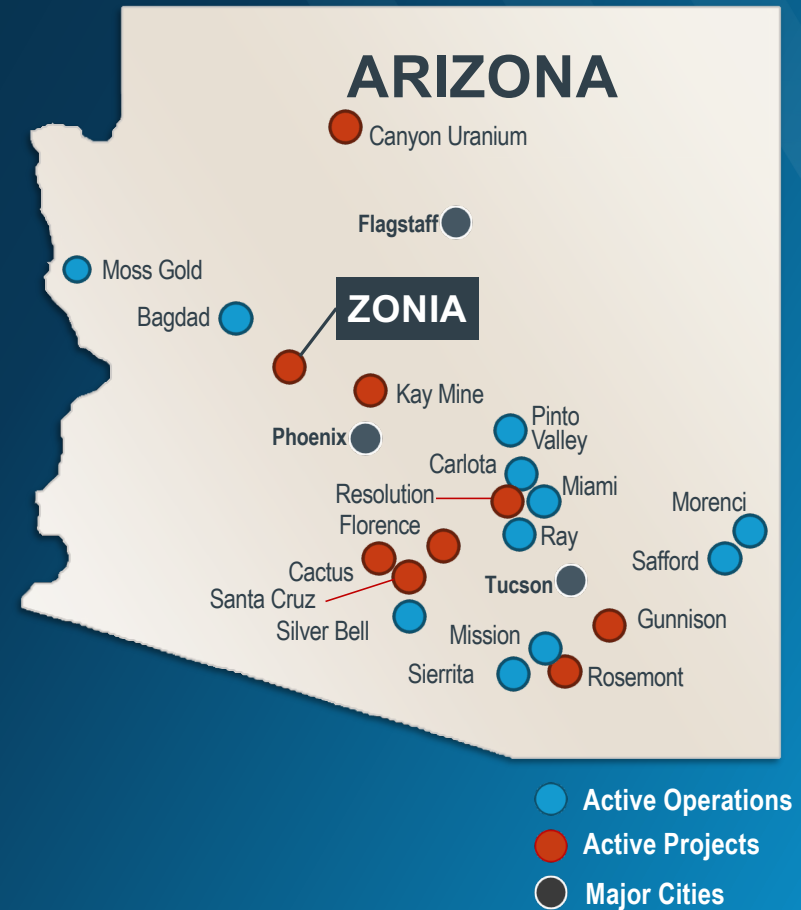 ARIZONA
Canyon Uranium
Flagstaff
Moss Gold
Bagdad
ZONIA
Kay Mine
Phoenix
Pinto
Valley
Carlota
Resolution
Miami
Morenci
Florence
Ray
Safford
Cactus
Tucson
Santa Cruz
Gunnison
Silver Bell
Mission
Sierrita
Rosemont
Active Operations
Active Projects
Major Cities